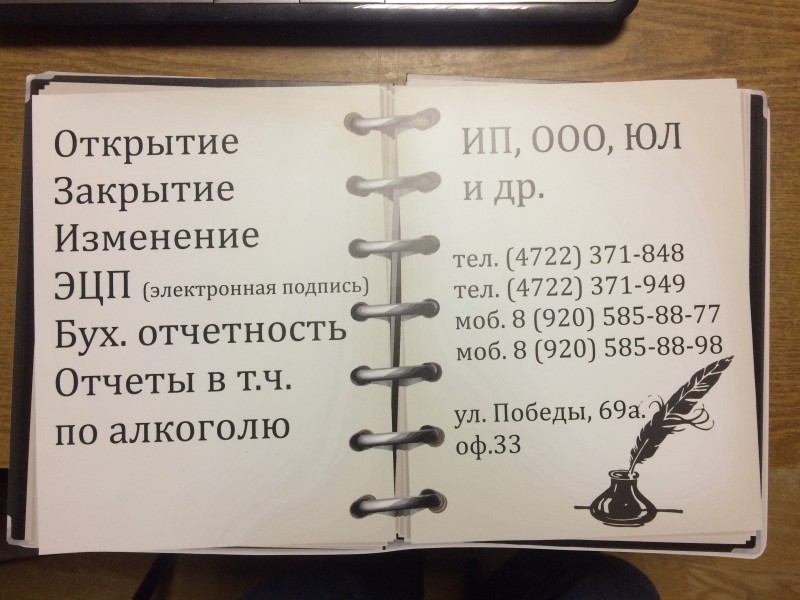 Открытие
Закрытие
Изменение
ЭЦП (электронная подпись)
Бух. отчетность
Отчеты в т.ч.
по алкоголю
ИП, ООО, ЮЛ
и др.
тел. (4722) 371-848
тел. (4722) 371-949
моб. 8 (920) 585-88-77
моб. 8 (920) 585-88-98
ул. Победы, 69а.
оф.33